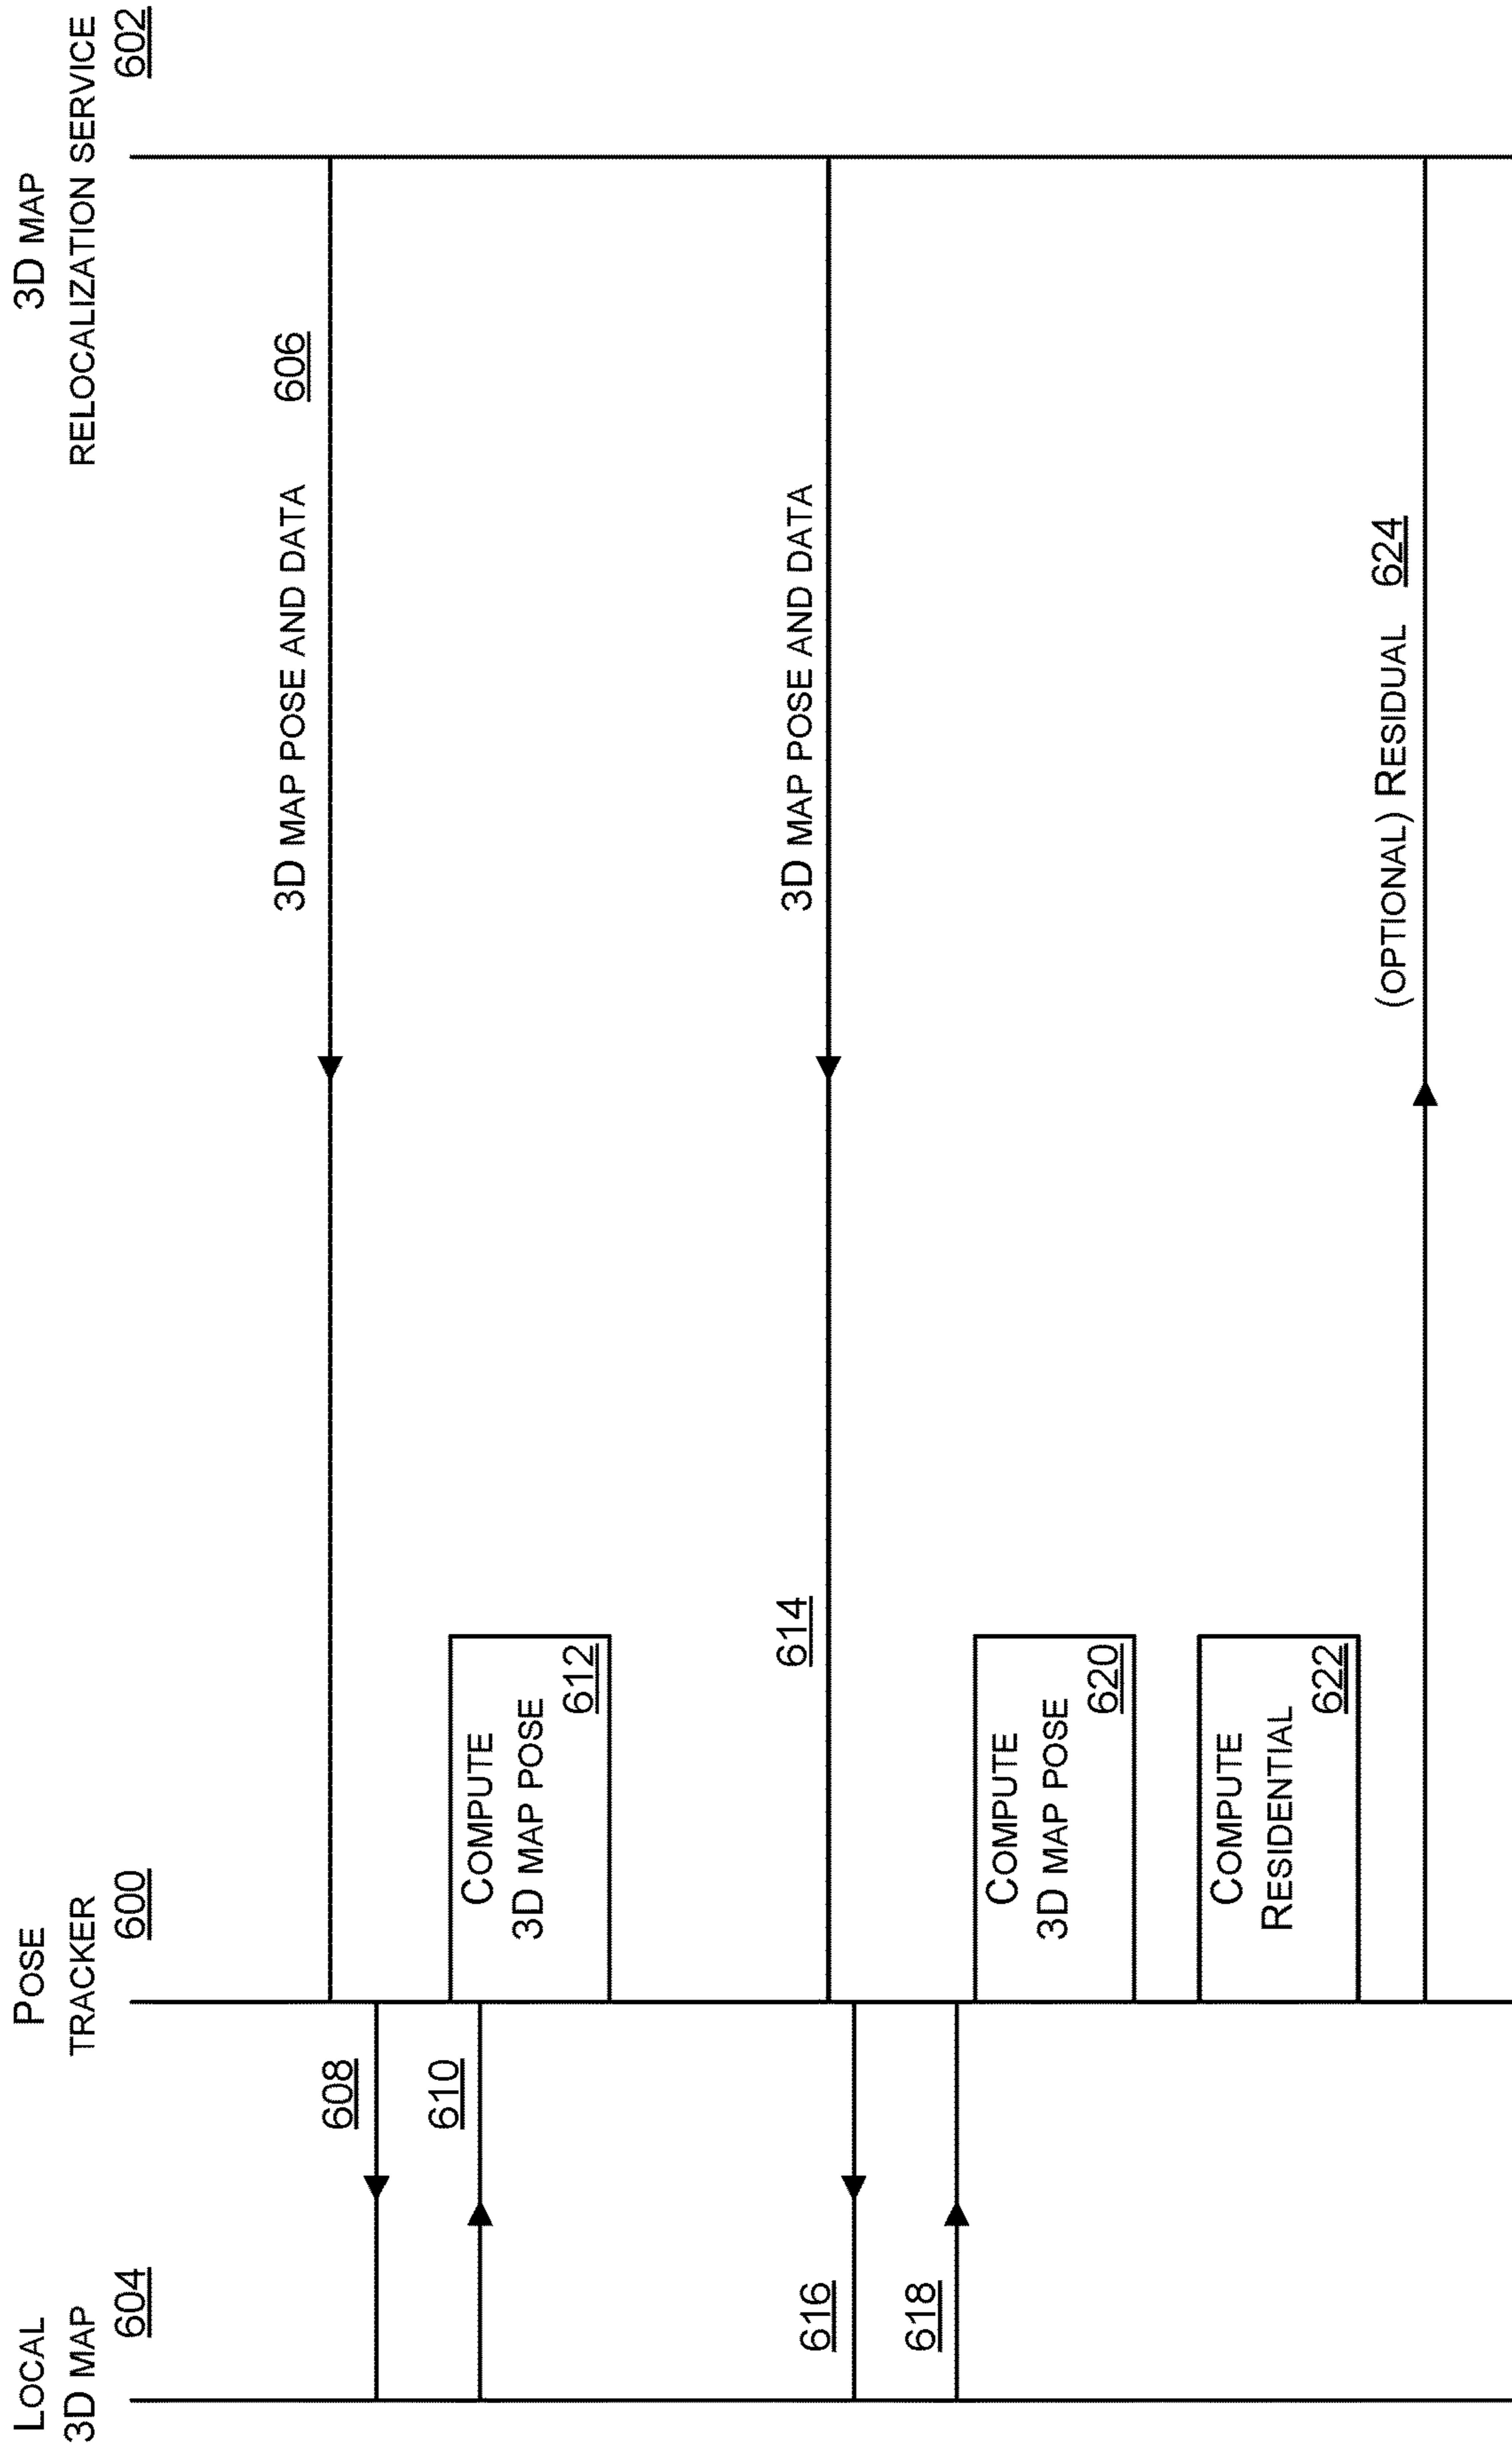 LOCAL
3D MAP
604
POSE
TRACKER
600
3D MAP
RELOCALIZATION SERVICE
602
3D MAP POSE AND DATA 606
608
610
COMPUTE
3D MAP POSE
612
614
3D MAP POSE AND DATA
616
618
COMPUTE
3D MAP POSE
620
COMPUTE
RESIDENTIAL
622
(OPTIONAL) RESIDUAL 624